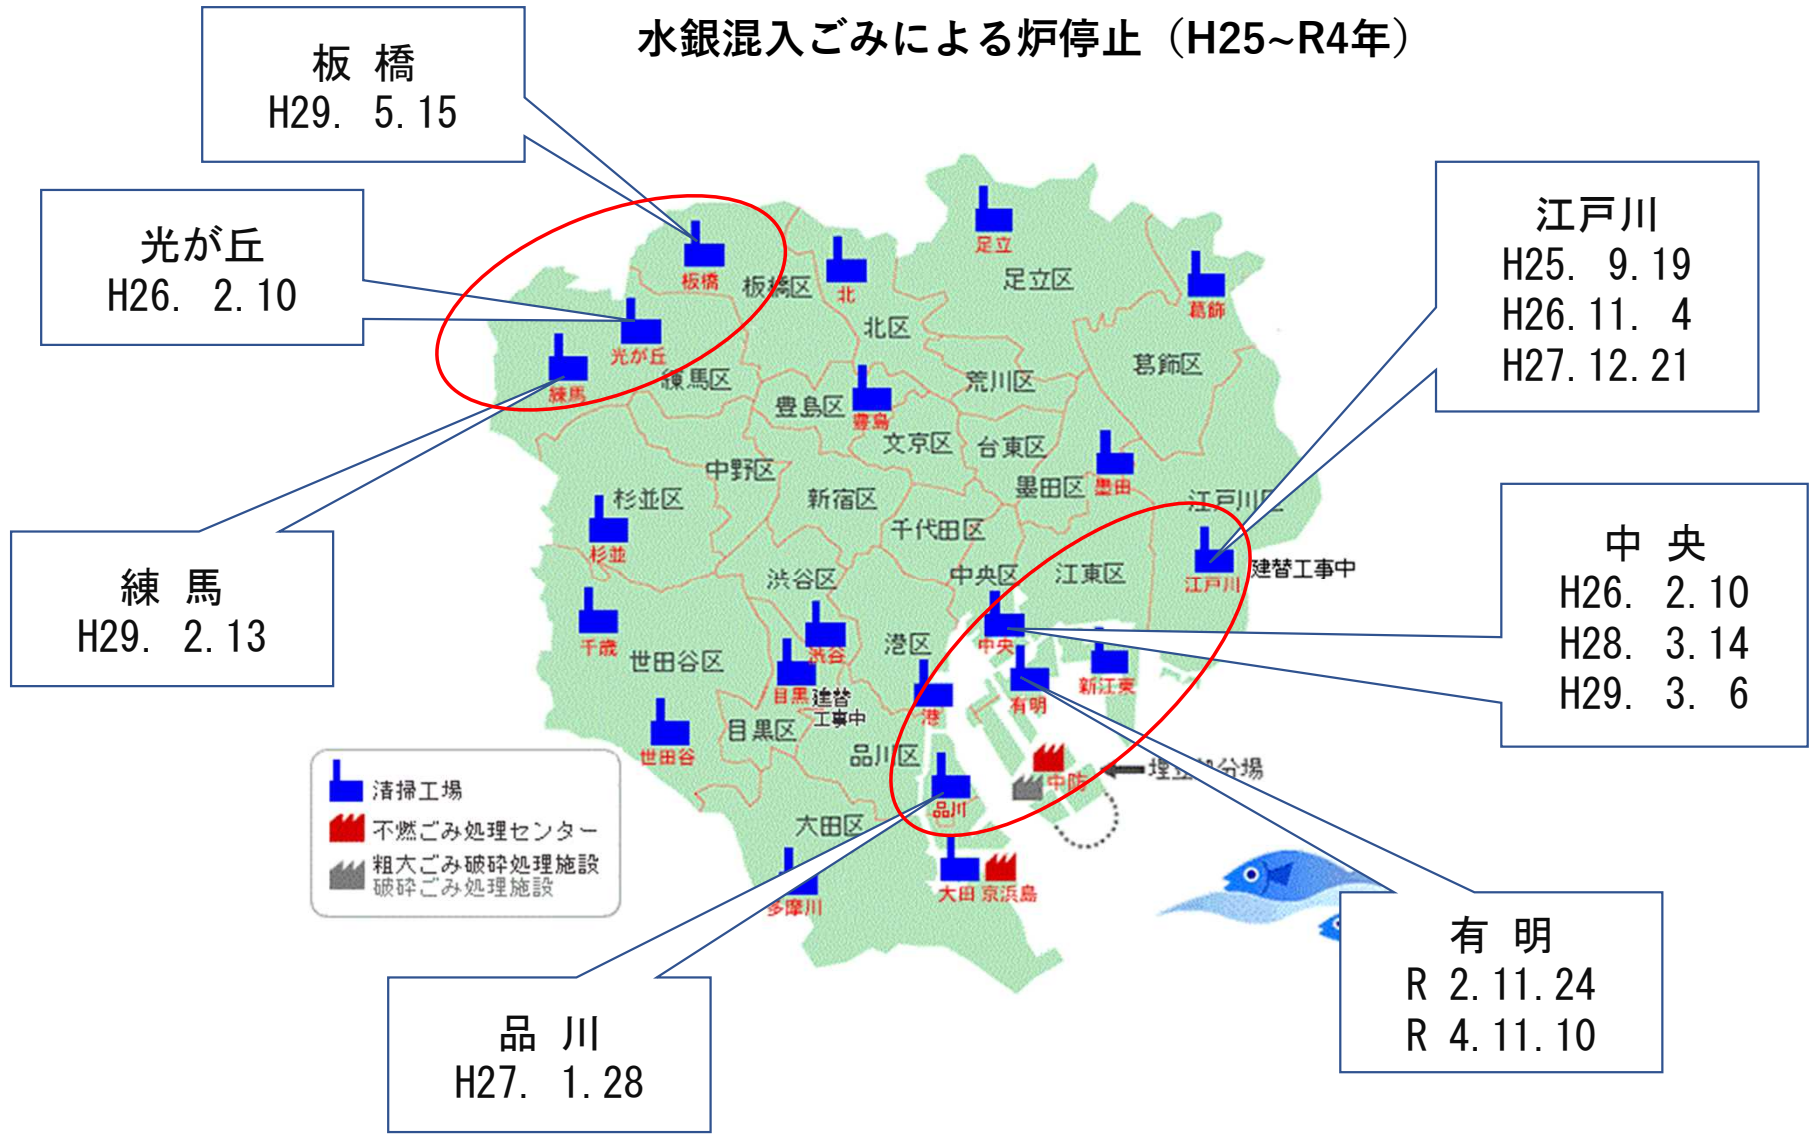 水銀混入ごみによる炉停止（H25~R4年）
板 橋
H29. 5.15
光が丘
H26. 2.10
練 馬
H29. 2.13
江戸川
H25. 9.19
H26.11. 4
H27.12.21
中 央
H26. 2.10
H28. 3.14
H29. 3. 6
有 明
R 2.11.24
R 4.11.10
品 川
H27. 1.28
足立
足立区
板橋
板橋区
北
北区
葛飾
葛飾区
光が丘
練馬
練馬区
荒川区
豊島区
豊島
文京区
台東区
中野区
墨田区
墨田
杉並区
新宿区
江戸川区
千代田区
杉並
渋谷区
中央区
江東区
江戸川
建替工事中
千歳
世田谷区
渋谷
港区
中央
目黒
建替
工事中
新江東
有明
港
目黒区
品川区
世田谷
中防
埋立処分場
品川
大田区
多摩川
大田
京浜島
清掃工場
不燃ごみ処理センター
粗大ごみ破砕処理施設
破砕ごみ処理施設